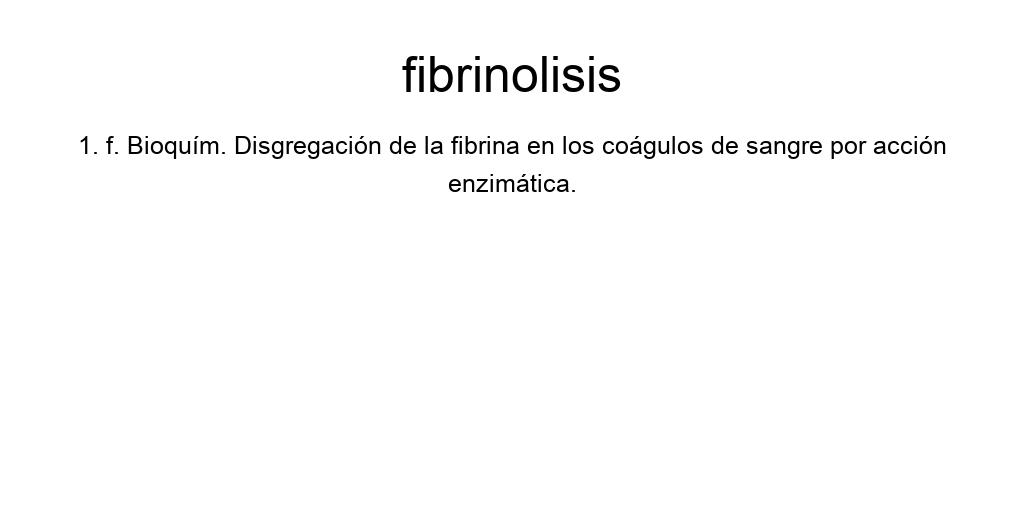 fibrinolisis
1. f. Bioquím. Disgregación de la fibrina en los coágulos de sangre por acción
enzimática.